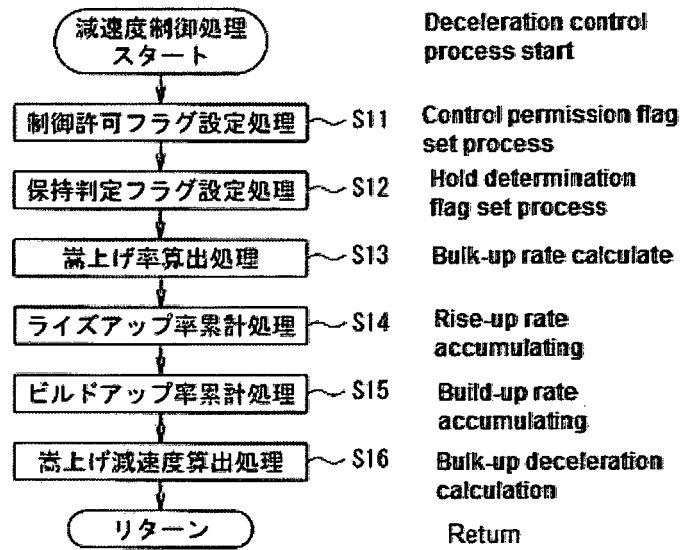 減速度制御処理
スタート
Deceleration control
process start
制御許可フラグ設定処理
S11
Control permission flag
set process
保持判定フラグ設定処理
S12
Hold determination
flag set process
嵩上げ率算出処理
S13
Bulk-up rate calculate
ライズアップ率累計処理
S14
Rise-up rate
accumulating
ビルドアップ率累計処理
S15
Build-up rate
accumulating
嵩上げ減速度算出処理
S16
Bulk-up deceleration
calculation
リターン
Return